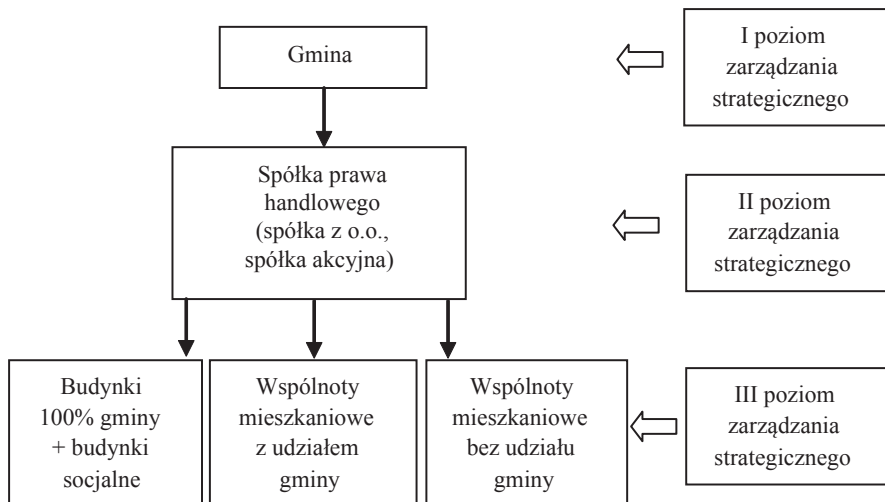 Gmina
I poziom
zarządzania
strategicznego
Spółka prawa
handlowego
(spółka z o.o.,
spółka akcyjna)
II poziom
zarządzania
strategicznego
Budynki
100% gminy
+ budynki
socjalne
Wspólnoty
mieszkaniowe
z udziałem
gminy
Wspólnoty
mieszkaniowe
bez udziału
gminy
III poziom
zarządzania
strategicznego